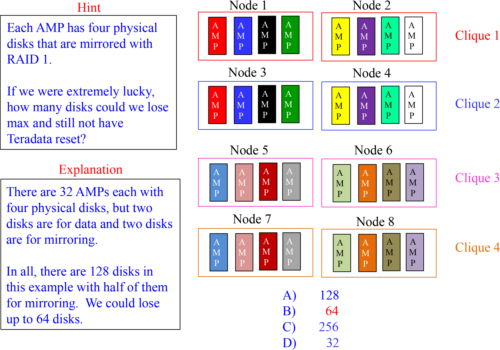 Hint
Each AMP has four physical
disks that are mirrored with
RAID 1.
If we were extremely lucky,
how many disks could we lose
max and still not have
Teradata reset?
Explanation
There are 32 AMPs each with
four physical disks, but two
disks are for data and two disks
are for mirroring.
In all, there are 128 disks in
this example with half of them
for mirroring. We could lose
up to 64 disks.
Node 1
Node 2
AMP AMP AMP AMP AMP AMP AMP AMP
Clique 1
Node 3
Node 4
AMP AMP AMP AMP AMP AMP AMP AMP
Clique 2
Node 5
Node 6
AMP AMP AMP AMP AMP AMP AMP AMP
Clique 3
Node 7
Node 8
AMP AMP AMP AMP AMP AMP AMP AMP
Clique 4
A) 128
B) 64
C) 256
D) 32